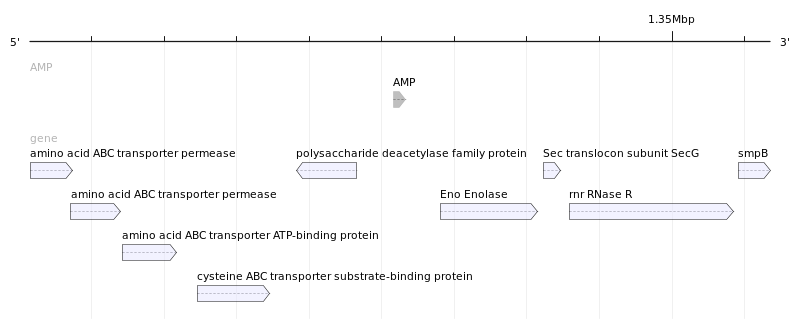 1.35Mbp
5' 3'
AMP
AMP
gene
amino acid ABC transporter permease polysaccharide deacetylase family protein Sec translocon subunit SecG smpB
amino acid ABC transporter permease Eno Enolase rnr RNase R
amino acid ABC transporter ATP-binding protein
cysteine ABC transporter substrate-binding protein